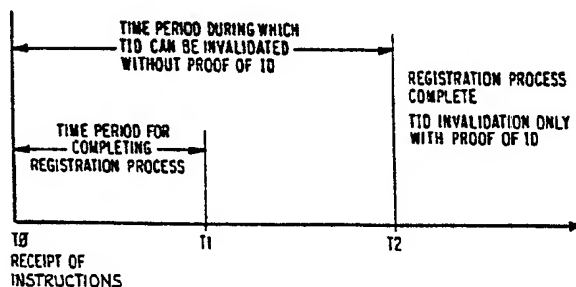 TIME PERIOD DURING WHICH
TID CAN BE INVALIDATED
WITHOUT PROOF OF ID
REGISTRATION PROCESS
COMPLETE
TID INVALIDATION ONLY
WITH PROOF OF ID
TIME PERIOD FOR
COMPLETING
REGISTRATION PROCESS
T0
T1
T2
RECEIPT OF
INSTRUCTIONS